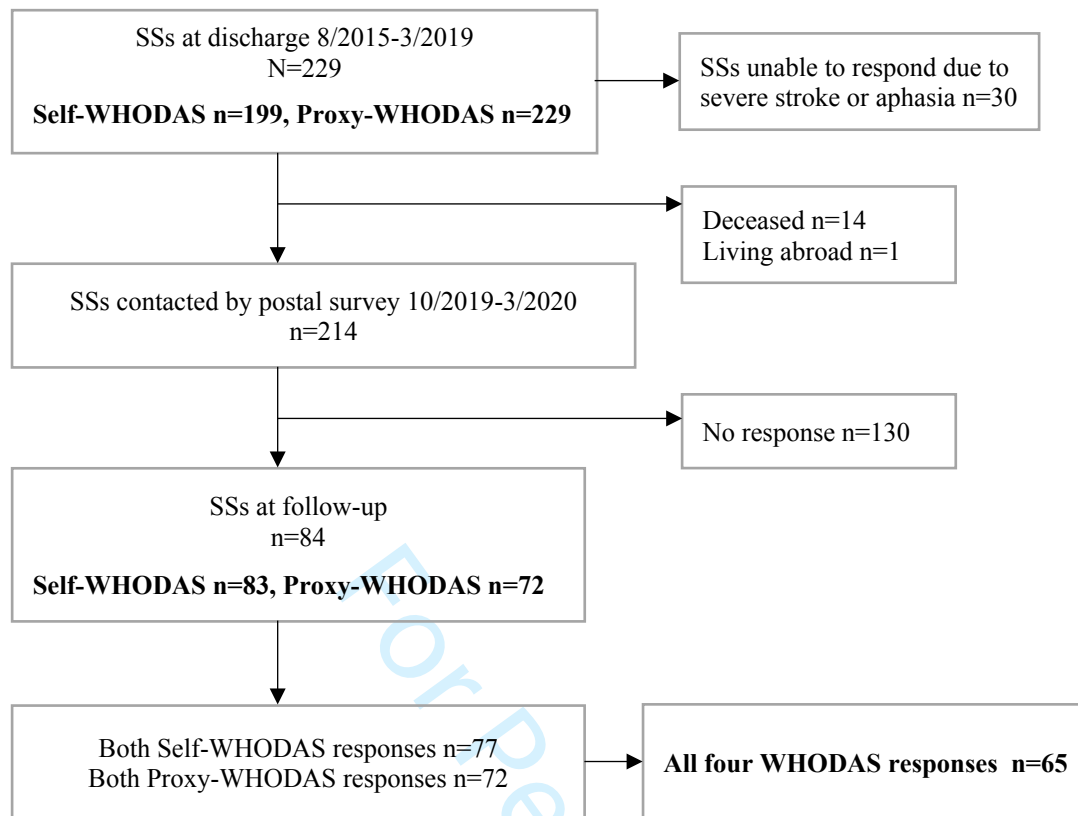 SSs at discharge 8/2015-3/2019
N=229
Self-WHODAS n=199, Proxy-WHODAS n=229
SSs unable to respond due to
severe stroke or aphasia n=30
Deceased n=14
Living abroad n=1
SSs contacted by postal survey 10/2019-3/2020
n=214
No response n=130
SSs at follow-up
n=84
Self-WHODAS n=83, Proxy-WHODAS n=72
Both Self-WHODAS responses n=77
Both Proxy-WHODAS responses n=72
All four WHODAS responses n=65
For Pe